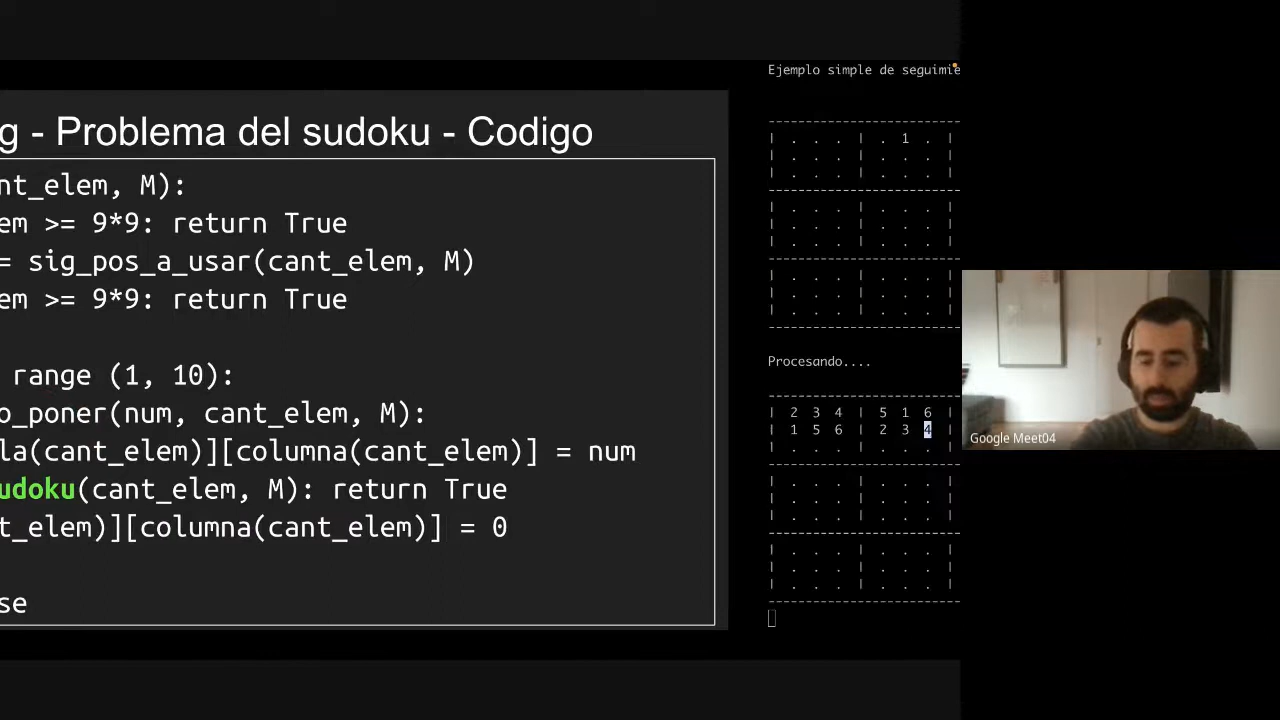 g - Problema del sudoku - Codigo
nt_elem, M):
em >= 9*9: return True
= sig_pos_a_usar(cant_elem, M)
em >= 9*9: return True
range (1, 10):
o_poner(num, cant_elem, M):
la(cant_elem)][columna(cant_elem)] = num
udoku(cant_elem, M): return True
t_elem)][columna(cant_elem)] = 0
se
Ejemplo simple de seguimie
-------------------------
| . . . | . 1 . |
| . . . | . . . |
| . . . | . . . |
-------------------------
| . . . | . . . |
| . . . | . . . |
| . . . | . . . |
-------------------------
| . . . | . . . |
| . . . | . . . |
| . . . | . . . |
-------------------------
Procesando....
-------------------------
| 2 3 4 | 5 1 6 |
| 1 5 6 | 2 3 4 |
| . . . | . . . |
-------------------------
| . . . | . . . |
| . . . | . . . |
| . . . | . . . |
-------------------------
| . . . | . . . |
| . . . | . . . |
| . . . | . . . |
-------------------------
Google Meet04